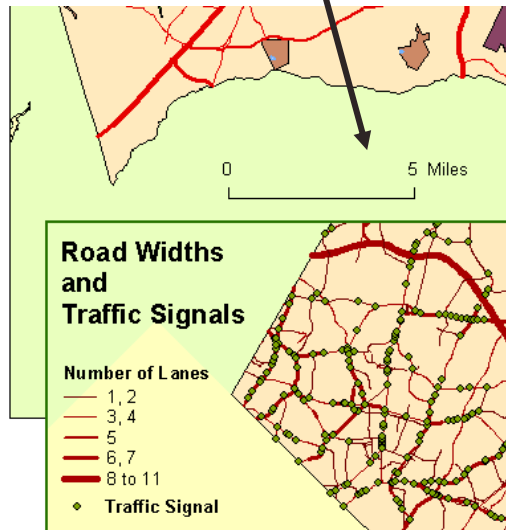 0 5 Miles
Road Widths
and
Traffic Signals
Number of Lanes
1, 2
3, 4
5
6, 7
8 to 11
Traffic Signal